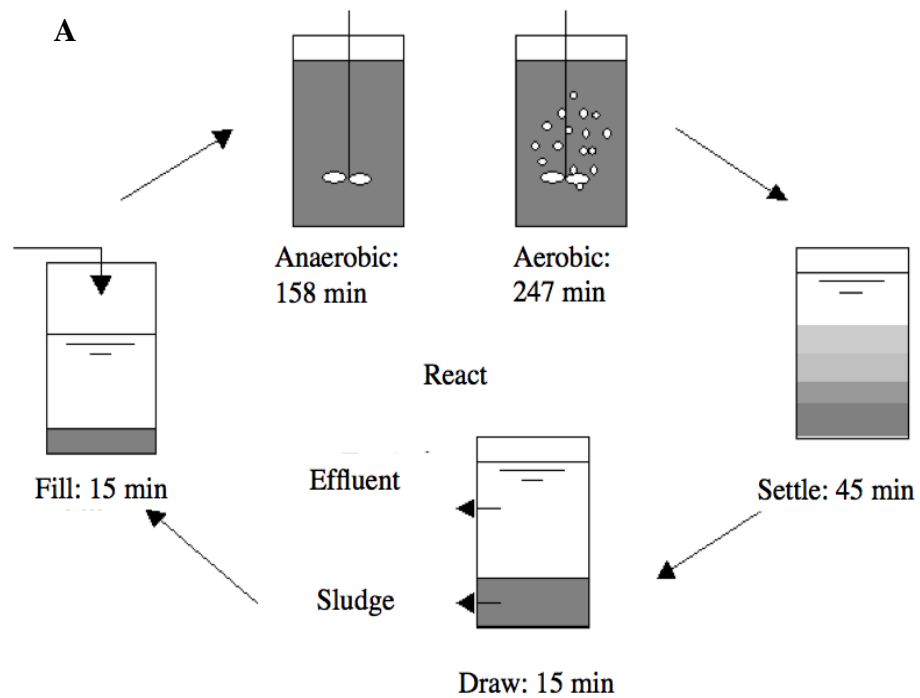 A
Anaerobic:
158 min
Aerobic:
247 min
React
Fill: 15 min
Effluent
Settle: 45 min
Sludge
Draw: 15 min